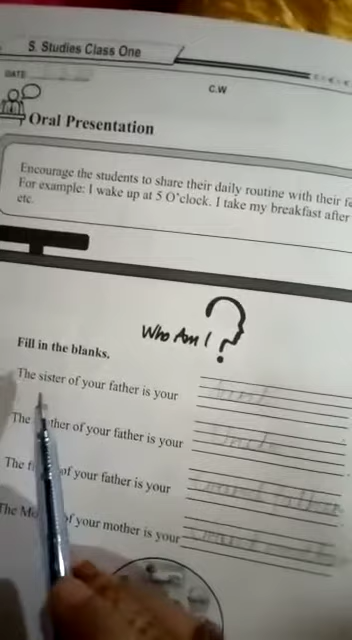 S. Studies Class One
DATE
C.W
Oral Presentation
Encourage the students to share their daily routine with their
For example: I wake up at 5 O'clock. I take my breakfast after
etc.
Who Am I ?
Fill in the blanks.
The sister of your father is your
The ther of your father is your
The f of your father is your
The Mo f your mother is your